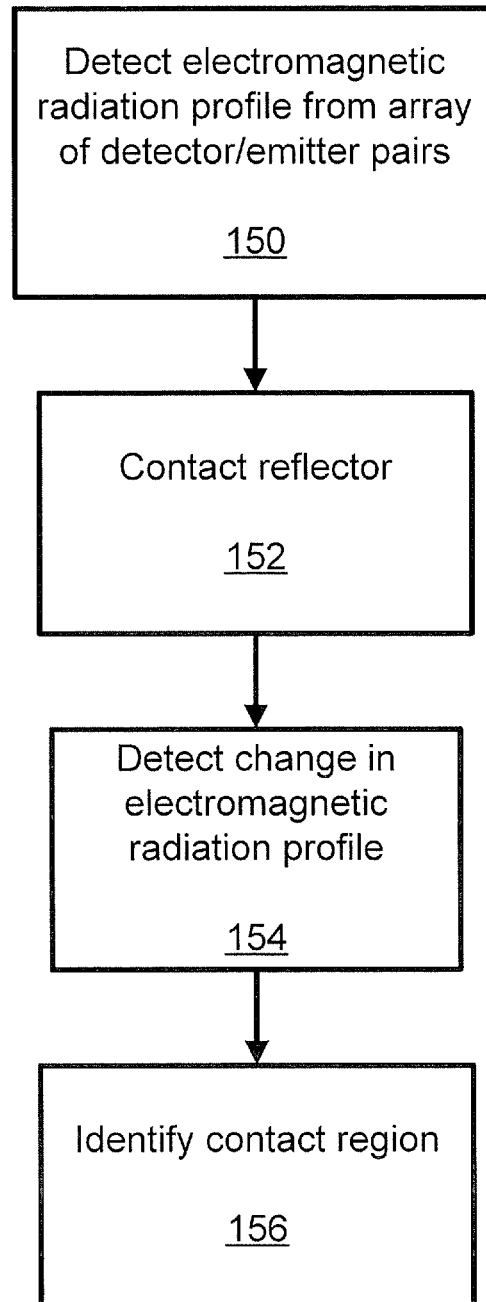 Detect electromagnetic
radiation profile from array
of detector/emitter pairs
150
Contact reflector
152
Detect change in
electromagnetic
radiation profile
154
Identify contact region
156